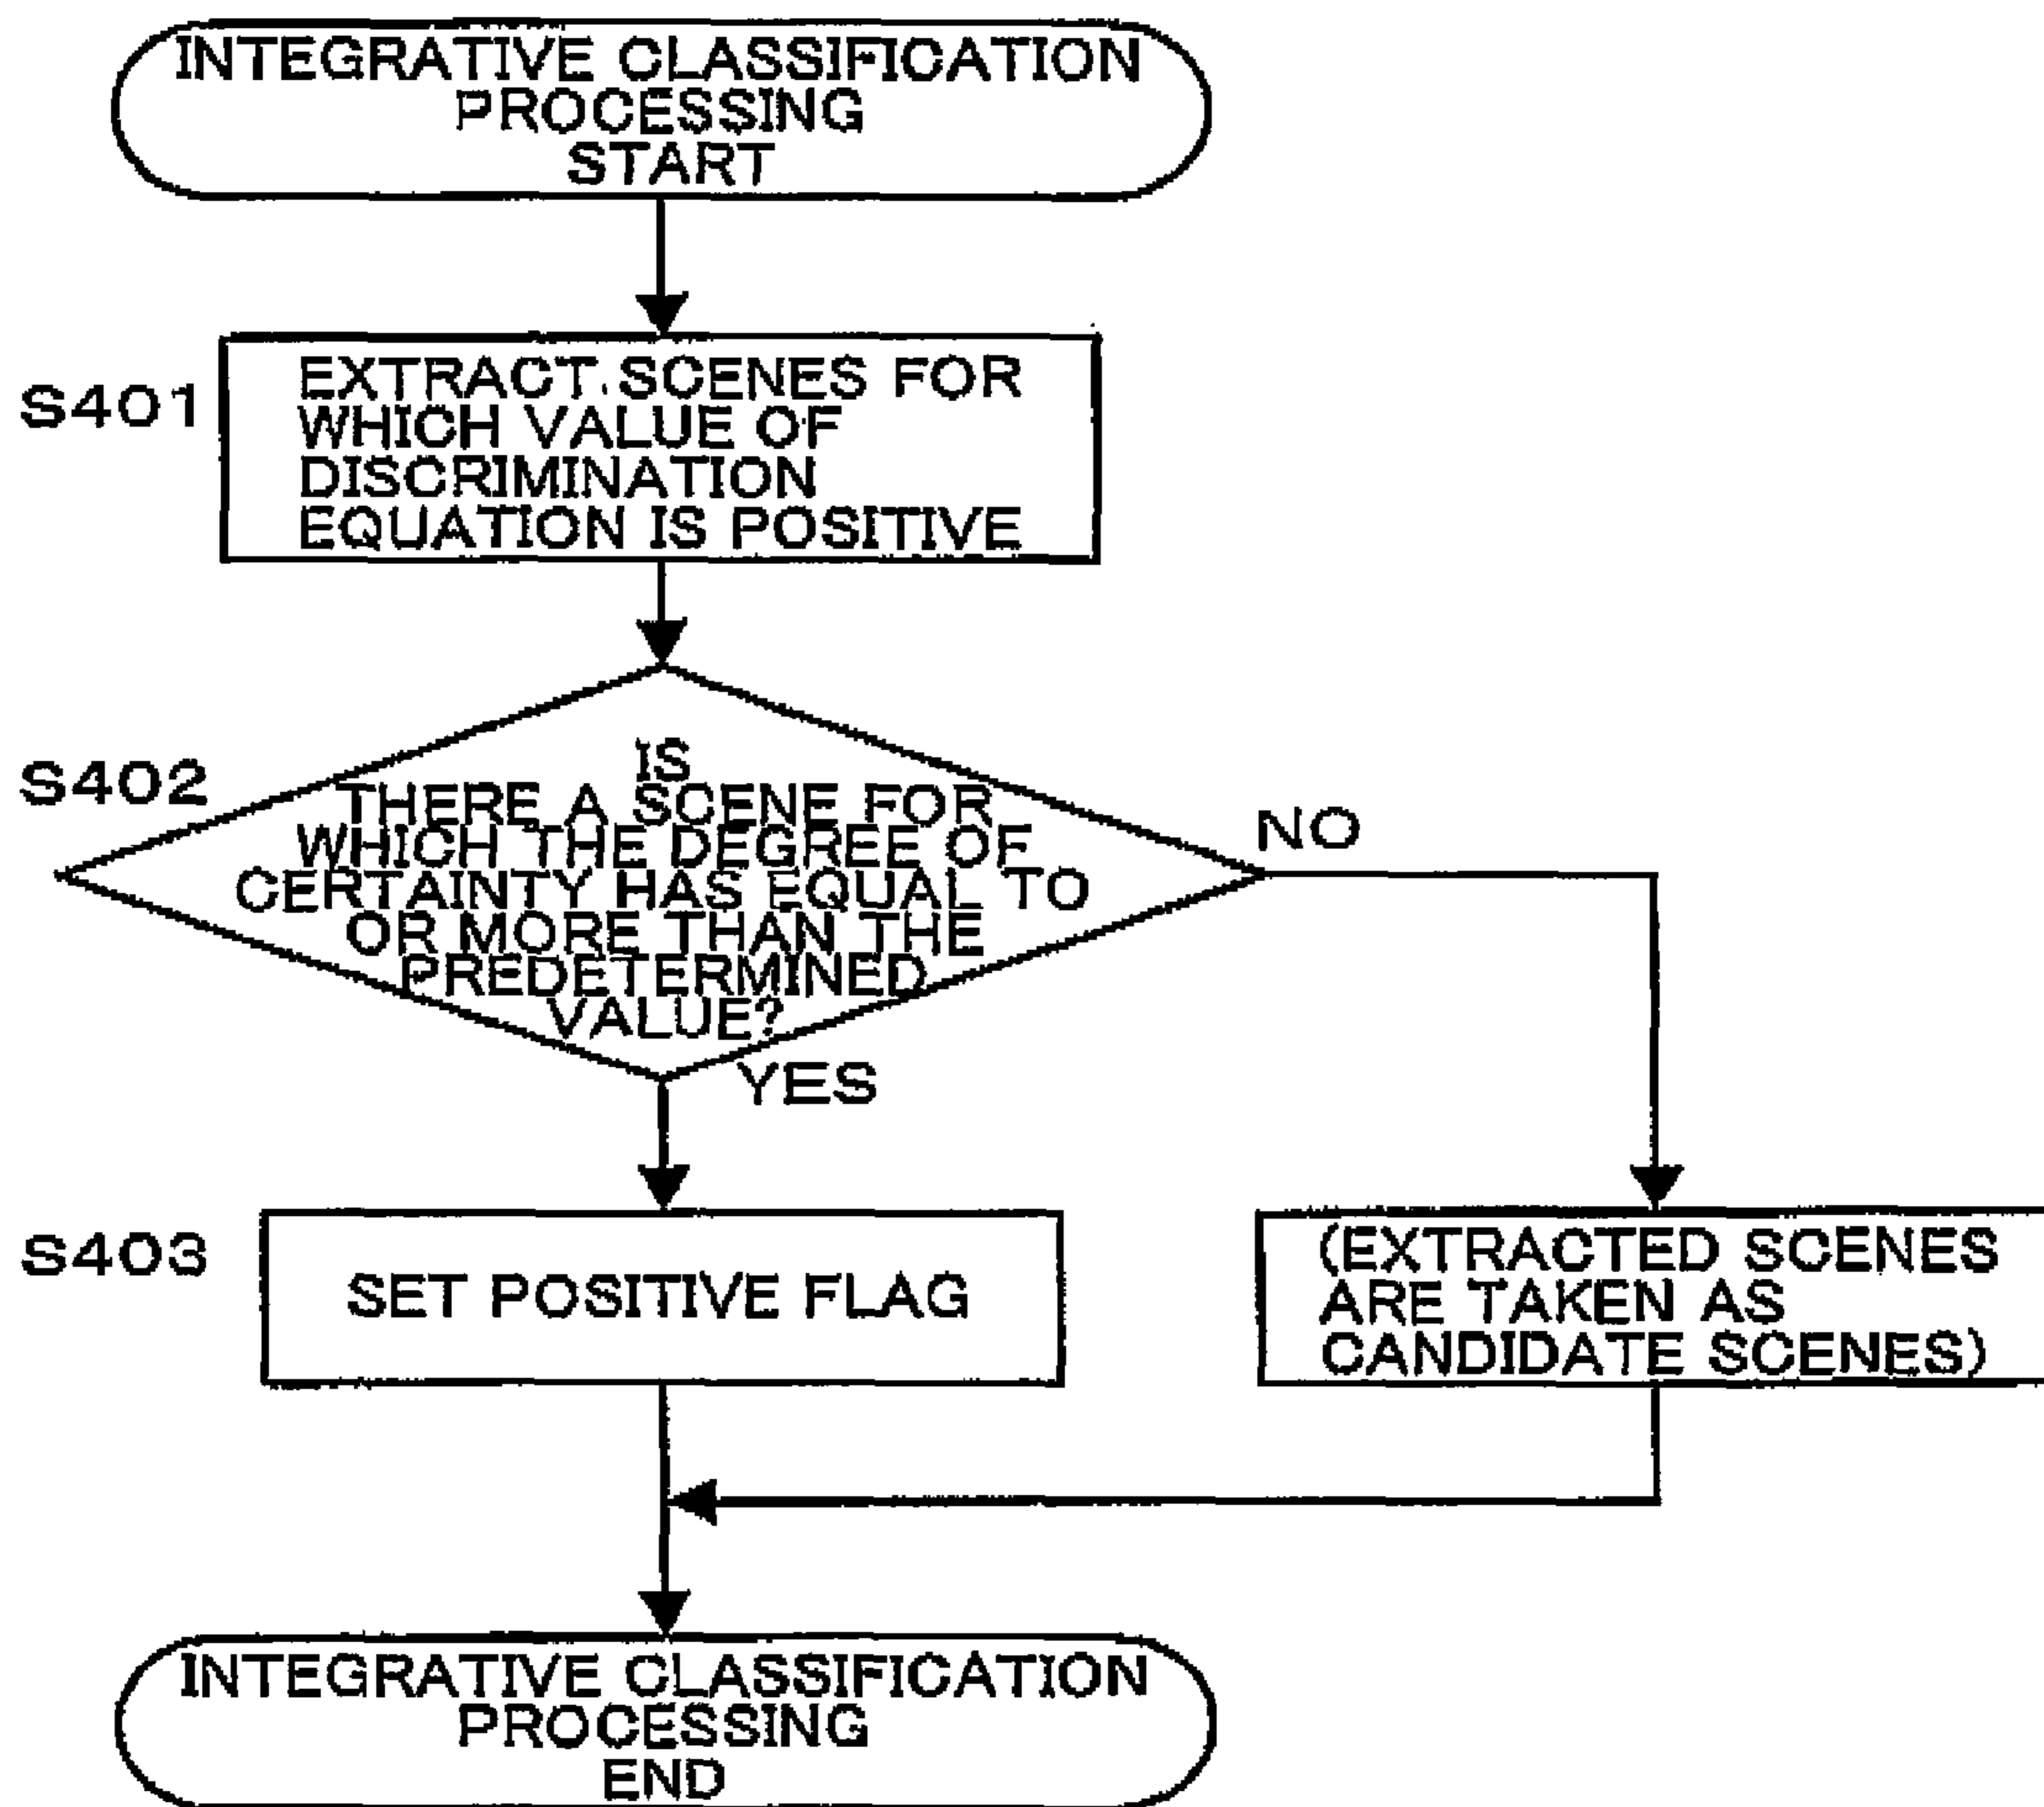 INTEGRATIVE CLASSIFICATION
PROCESSING
START
S401
EXTRACT SCENES FOR
WHICH VALUE OF
DISCRIMINATION
EQUATION IS POSITIVE
S402
IS
THERE A SCENE FOR
WHICH THE DEGREE OF
CERTAINTY HAS EQUAL TO
OR MORE THAN THE
PREDETERMINED
VALUE?
NO
YES
S403
SET POSITIVE FLAG
(EXTRACTED SCENES
ARE TAKEN AS
CANDIDATE SCENES)
INTEGRATIVE CLASSIFICATION
PROCESSING
END